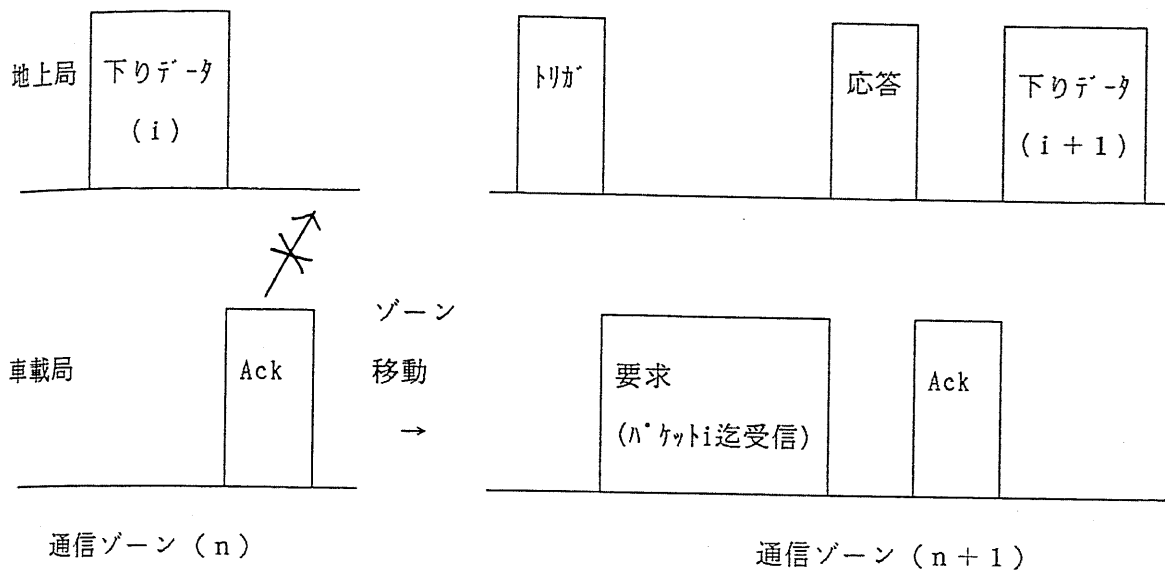 地上局
下りデータ
(i)
トリガ
応答
下りデータ
(i+1)
車載局
Ack
ゾーン
移動
→
要求
(パケットi迄受信)
Ack
通信ゾーン(n)
通信ゾーン(n+1)